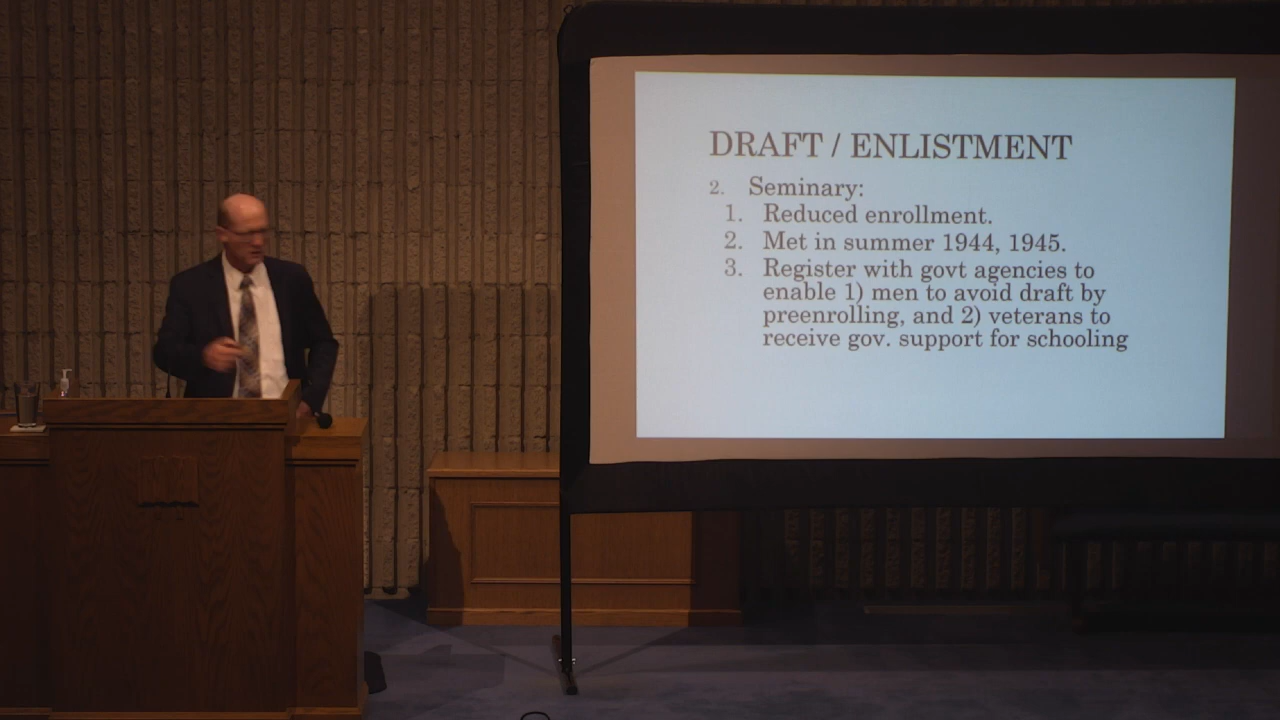 DRAFT / ENLISTMENT
2. Seminary:
1. Reduced enrollment.
2. Met in summer 1944, 1945.
3. Register with govt agencies to
enable 1) men to avoid draft by
preenrolling, and 2) veterans to
receive gov. support for schooling